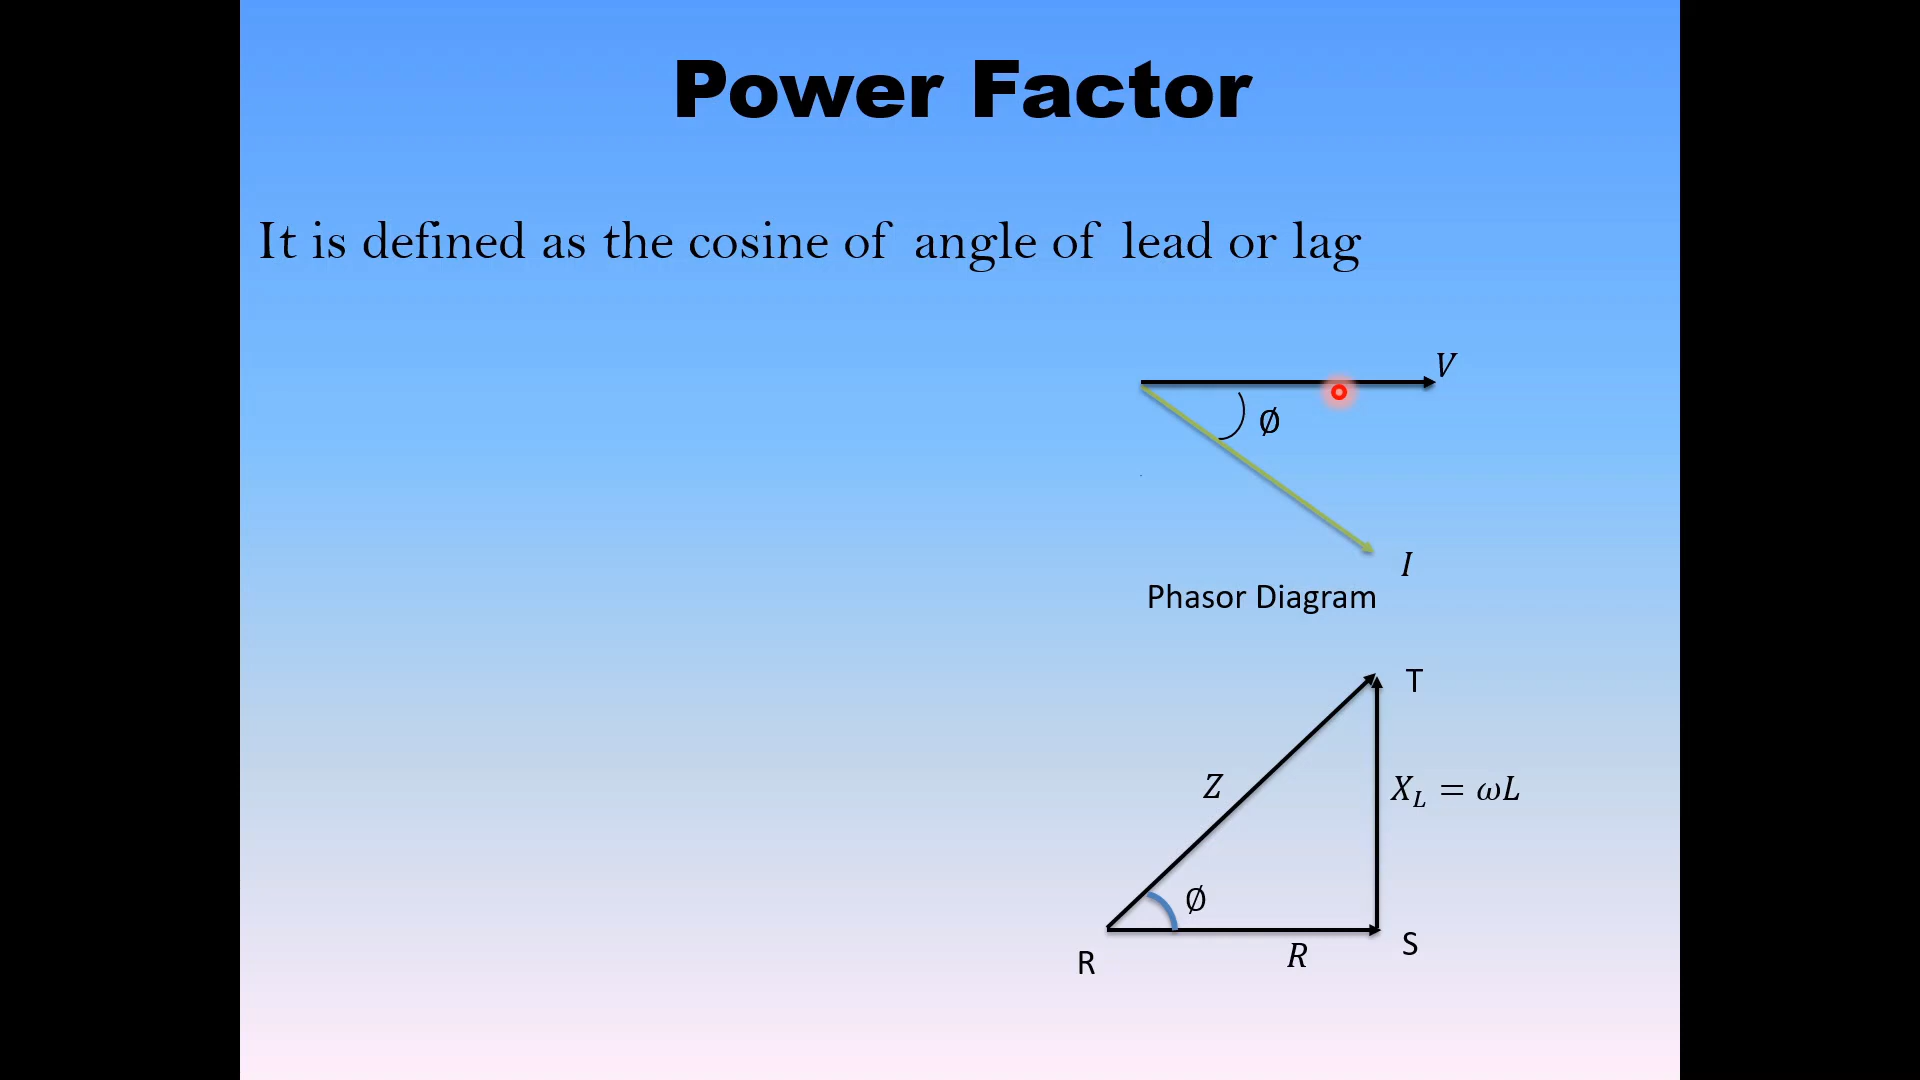 Power Factor
It is defined as the cosine of angle of lead or lag
V
∅
I
Phasor Diagram
T
Z
X_L = ωL
∅
R
S
R